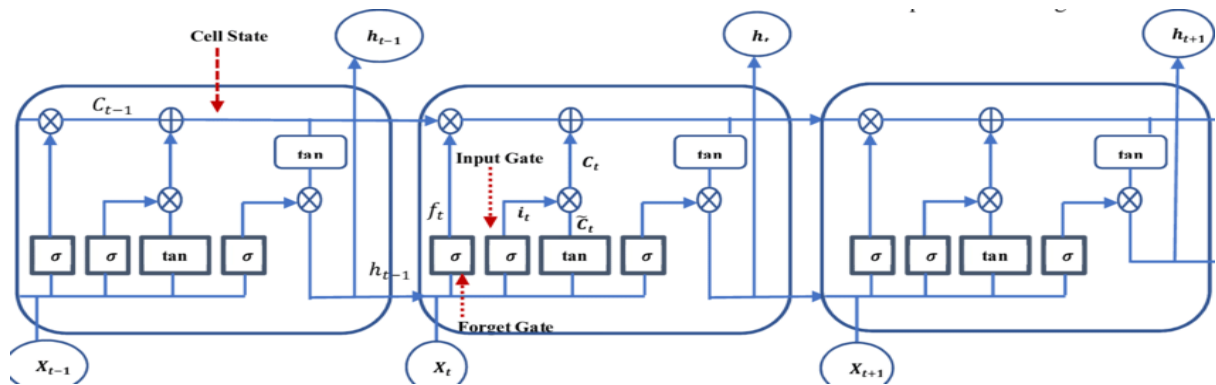 Cell State
h_{t-1}
h_t
h_{t+1}
C_{t-1}
tan
tan
tan
Input Gate
C_t
f_t
i_t
C̃_t
σ
σ
tan
σ
σ
σ
tan
σ
σ
σ
tan
σ
h_{t-1}
Forget Gate
X_{t-1}
X_t
X_{t+1}